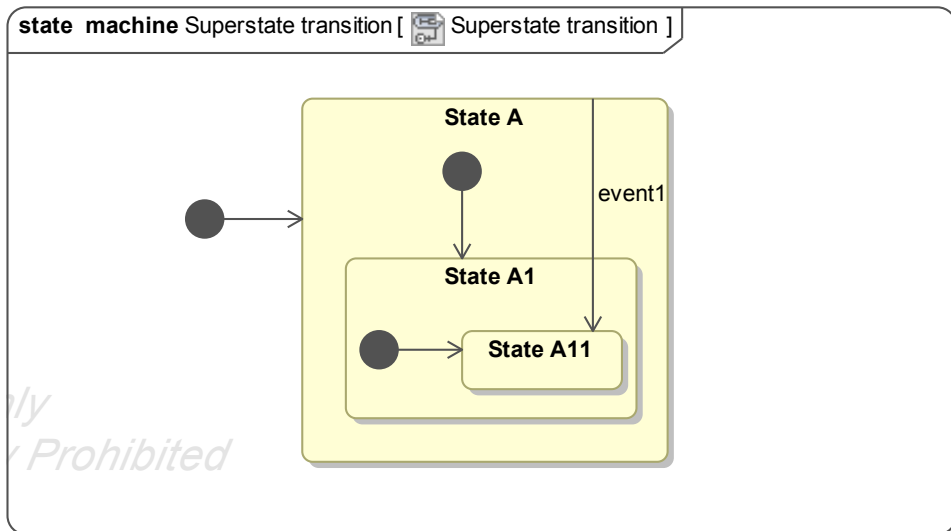 state machine Superstate transition [ Superstate transition ]
State A
event1
State A1
State A11
Prohibited